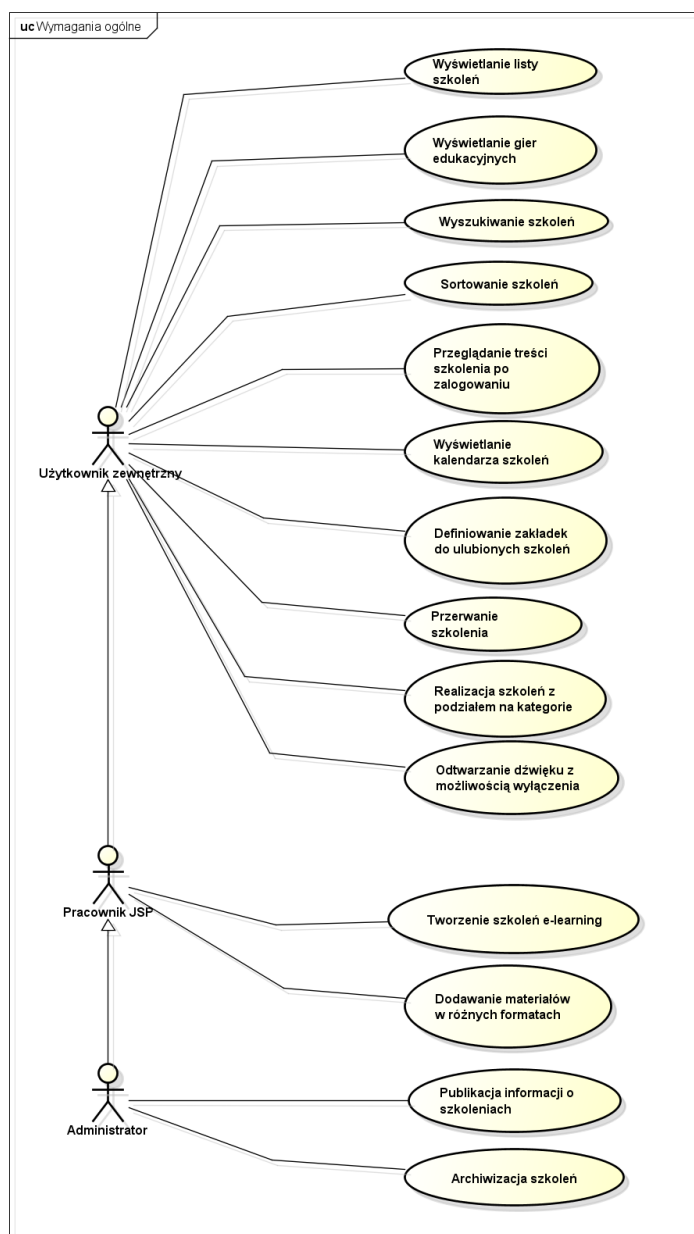 uc Wymagania ogólne
Wyświetlanie listy
szkoleń
Wyświetlanie gier
edukacyjnych
Wyszukiwanie szkoleń
Sortowanie szkoleń
Przeglądanie treści
szkolenia po
zalogowaniu
Użytkownik zewnętrzny
Wyświetlanie
kalendarza szkoleń
Definiowanie zakładek
do ulubionych szkoleń
Przerwanie
szkolenia
Realizacja szkoleń z
podziałem na kategorie
Odtwarzanie dźwięku z
możliwością wyłączenia
Pracownik JSP
Tworzenie szkoleń e-learning
Dodawanie materiałów
w różnych formatach
Administrator
Publikacja informacji o
szkoleniach
Archiwizacja szkoleń